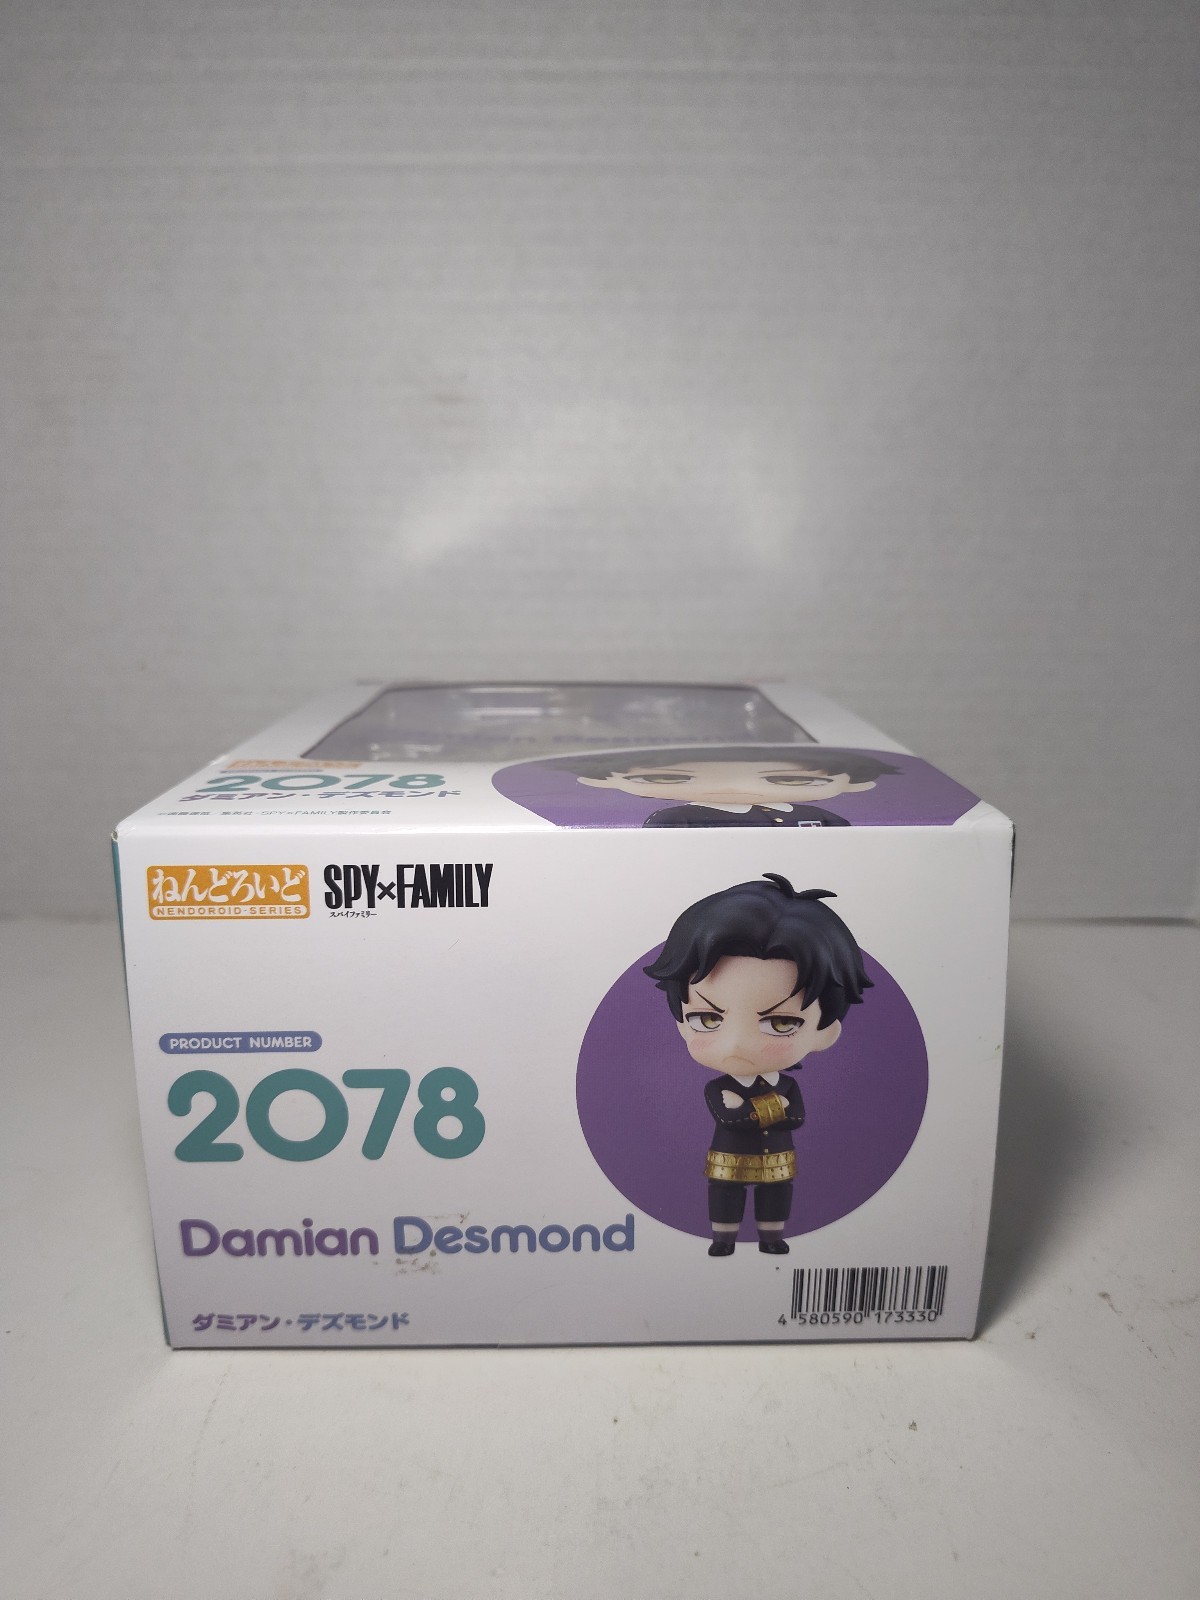 2078
ダミアン・デズモンド
ねんどろいど
NENDOROID·SERIES
SPY×FAMILY
スパイファミリー
PRODUCT NUMBER
2078
Damian Desmond
ダミアン・デズモンド
4 580590 173330